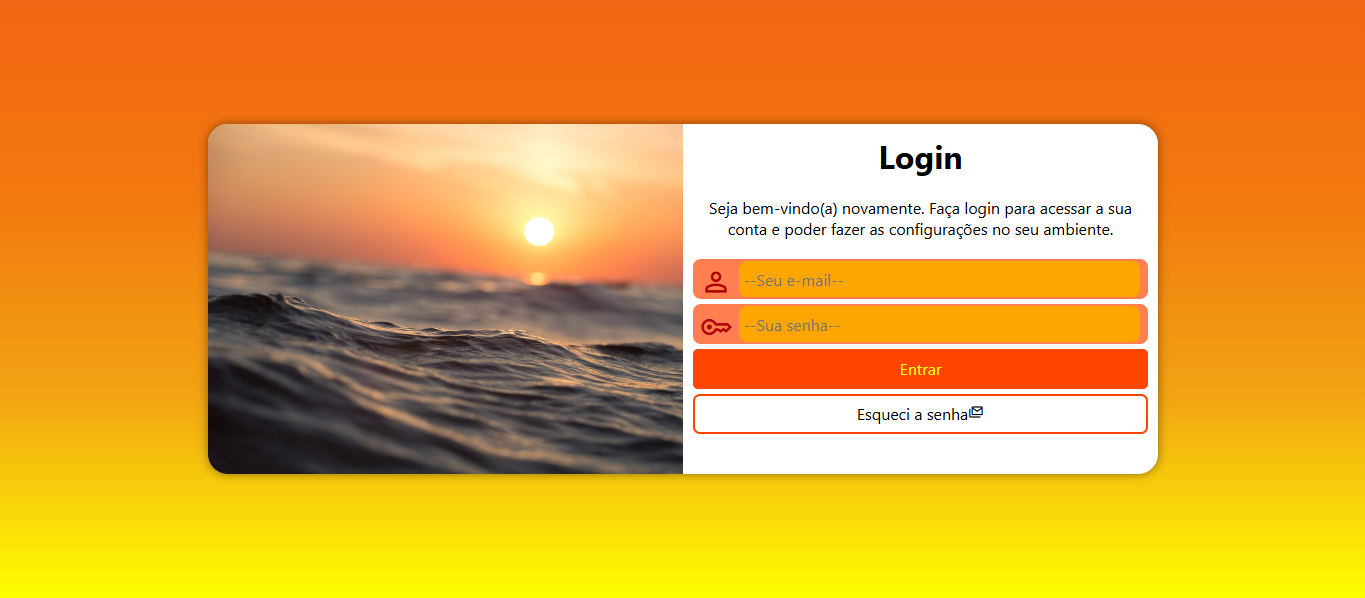 Login
Seja bem-vindo(a) novamente. Faça login para acessar a sua
conta e poder fazer as configurações no seu ambiente.
--Seu e-mail--
--Sua senha--
Entrar
Esqueci a senha